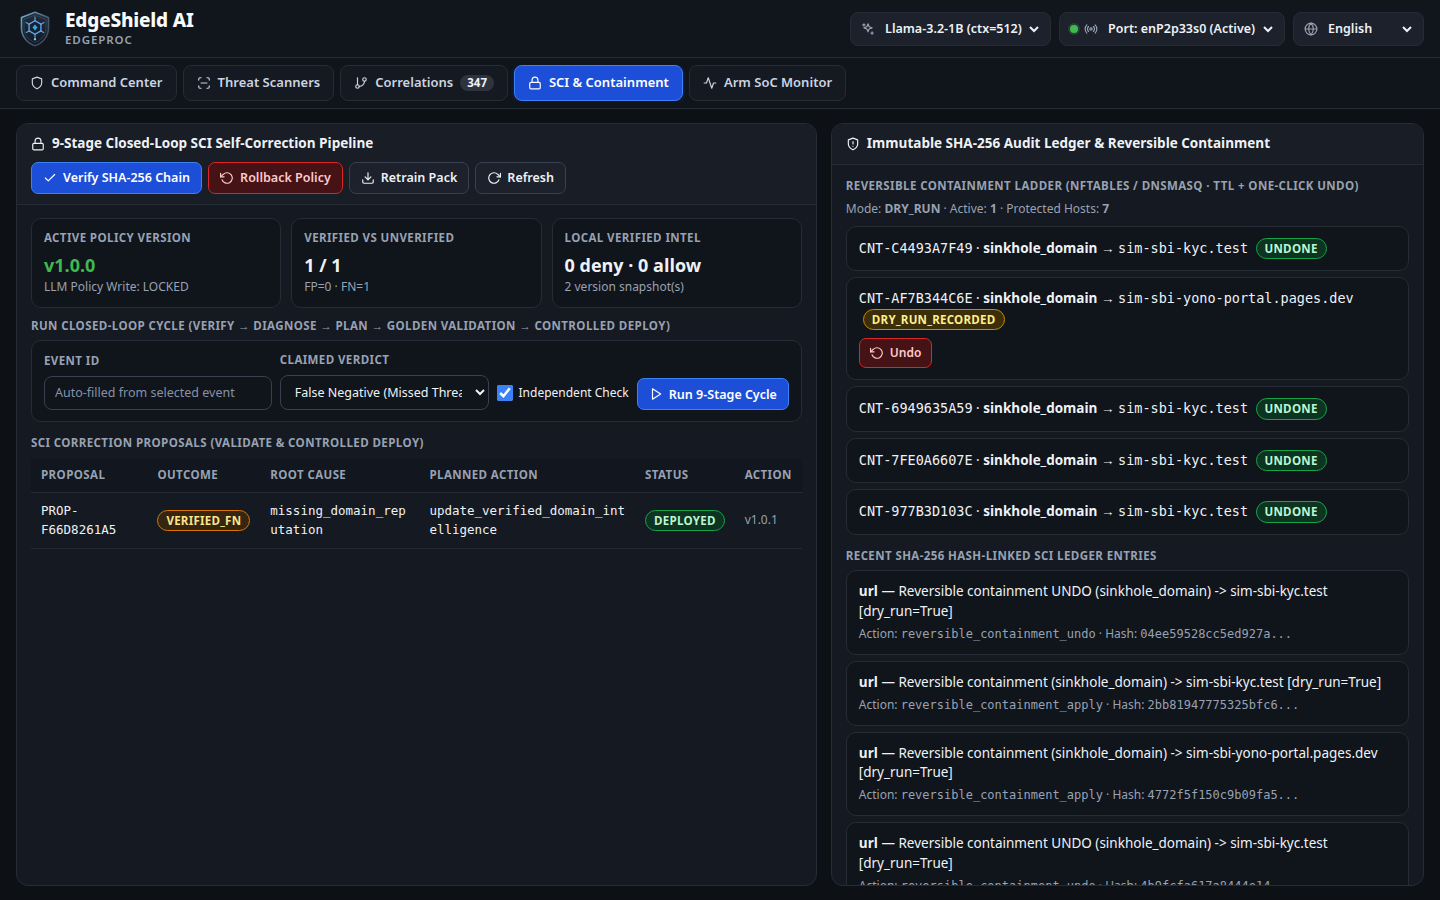 EdgeShield AI
EDGEPROC
Llama-3.2-1B (ctx=512)
Port: enP2p33s0 (Active)
English
Command Center
Threat Scanners
Correlations 347
SCI & Containment
Arm SoC Monitor
9-Stage Closed-Loop SCI Self-Correction Pipeline
Verify SHA-256 Chain
Rollback Policy
Retrain Pack
Refresh
ACTIVE POLICY VERSION
v1.0.0
LLM Policy Write: LOCKED
VERIFIED VS UNVERIFIED
1 / 1
FP=0 · FN=1
LOCAL VERIFIED INTEL
0 deny · 0 allow
2 version snapshot(s)
RUN CLOSED-LOOP CYCLE (VERIFY → DIAGNOSE → PLAN → GOLDEN VALIDATION → CONTROLLED DEPLOY)
EVENT ID
Auto-filled from selected event
CLAIMED VERDICT
False Negative (Missed Threa
Independent Check
Run 9-Stage Cycle
SCI CORRECTION PROPOSALS (VALIDATE & CONTROLLED DEPLOY)
PROPOSAL OUTCOME ROOT CAUSE PLANNED ACTION STATUS ACTION
PROP-
F66D8261A5
VERIFIED_FN
missing_domain_rep
utation
update_verified_domain_int
elligence
DEPLOYED
v1.0.1
Immutable SHA-256 Audit Ledger & Reversible Containment
REVERSIBLE CONTAINMENT LADDER (NFTABLES / DNSMASQ · TTL + ONE-CLICK UNDO)
Mode: DRY_RUN · Active: 1 · Protected Hosts: 7
CNT-C4493A7F49 · sinkhole_domain → sim-sbi-kyc.test UNDONE
CNT-AF7B344C6E · sinkhole_domain → sim-sbi-yono-portal.pages.dev
DRY_RUN_RECORDED
Undo
CNT-6949635A59 · sinkhole_domain → sim-sbi-kyc.test UNDONE
CNT-7FE0A6607E · sinkhole_domain → sim-sbi-kyc.test UNDONE
CNT-977B3D103C · sinkhole_domain → sim-sbi-kyc.test UNDONE
RECENT SHA-256 HASH-LINKED SCI LEDGER ENTRIES
url — Reversible containment UNDO (sinkhole_domain) -> sim-sbi-kyc.test
[dry_run=True]
Action: reversible_containment_undo · Hash: 04ee59528cc5ed927a...
url — Reversible containment (sinkhole_domain) -> sim-sbi-kyc.test [dry_run=True]
Action: reversible_containment_apply · Hash: 2bb81947775325bfc6...
url — Reversible containment (sinkhole_domain) -> sim-sbi-yono-portal.pages.dev
[dry_run=True]
Action: reversible_containment_apply · Hash: 4772f5f150c9b09fa5...
url — Reversible containment UNDO (sinkhole_domain) -> sim-sbi-kyc.test
[dry_run=True]